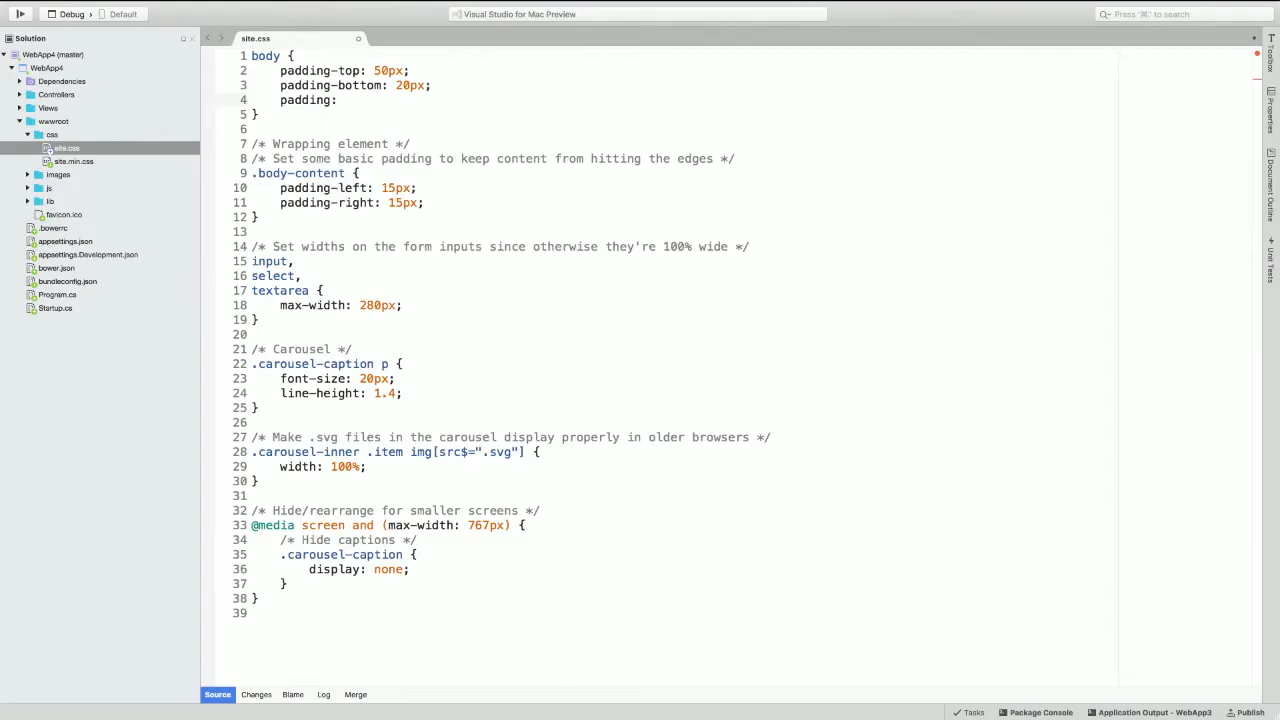 Debug › Default
Visual Studio for Mac Preview
Press '⌘.' to search
Solution
WebApp4 (master)
WebApp4
Dependencies
Controllers
Views
wwwroot
css
site.css
site.min.css
images
js
lib
favicon.ico
.bowerrc
appsettings.json
appsettings.Development.json
bower.json
bundleconfig.json
Program.cs
Startup.cs
site.css
1 body {
2 padding-top: 50px;
3 padding-bottom: 20px;
4 padding:
5 }
6
7 /* Wrapping element */
8 /* Set some basic padding to keep content from hitting the edges */
9 .body-content {
10 padding-left: 15px;
11 padding-right: 15px;
12 }
13
14 /* Set widths on the form inputs since otherwise they're 100% wide */
15 input,
16 select,
17 textarea {
18 max-width: 280px;
19 }
20
21 /* Carousel */
22 .carousel-caption p {
23 font-size: 20px;
24 line-height: 1.4;
25 }
26
27 /* Make .svg files in the carousel display properly in older browsers */
28 .carousel-inner .item img[src$=".svg"] {
29 width: 100%;
30 }
31
32 /* Hide/rearrange for smaller screens */
33 @media screen and (max-width: 767px) {
34 /* Hide captions */
35 .carousel-caption {
36 display: none;
37 }
38 }
39
Toolbox
Properties
Document Outline
Unit Tests
Source Changes Blame Log Merge
Tasks Package Console Application Output - WebApp3 Publish